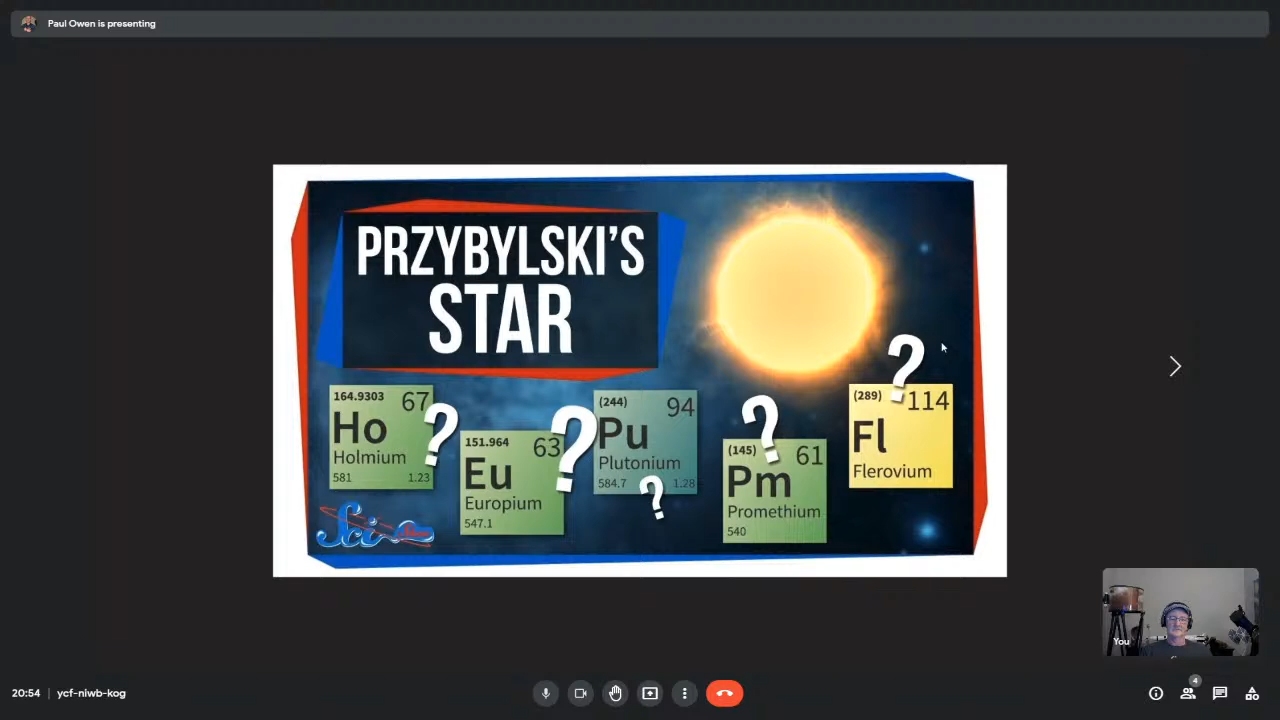 Paul Owen is presenting
PRZYBYLSKI'S
STAR
?
164.9303 67
Ho
Holmium
581 1.23
?
151.964 63
Eu
Europium
547.1
?
(244) 94
Pu
Plutonium
584.7 1.28
?
?
(145) 61
Pm
Promethium
540
?
(289) 114
Fl
Flerovium
Sci
You
20:54 | ycf-niwb-kog
4